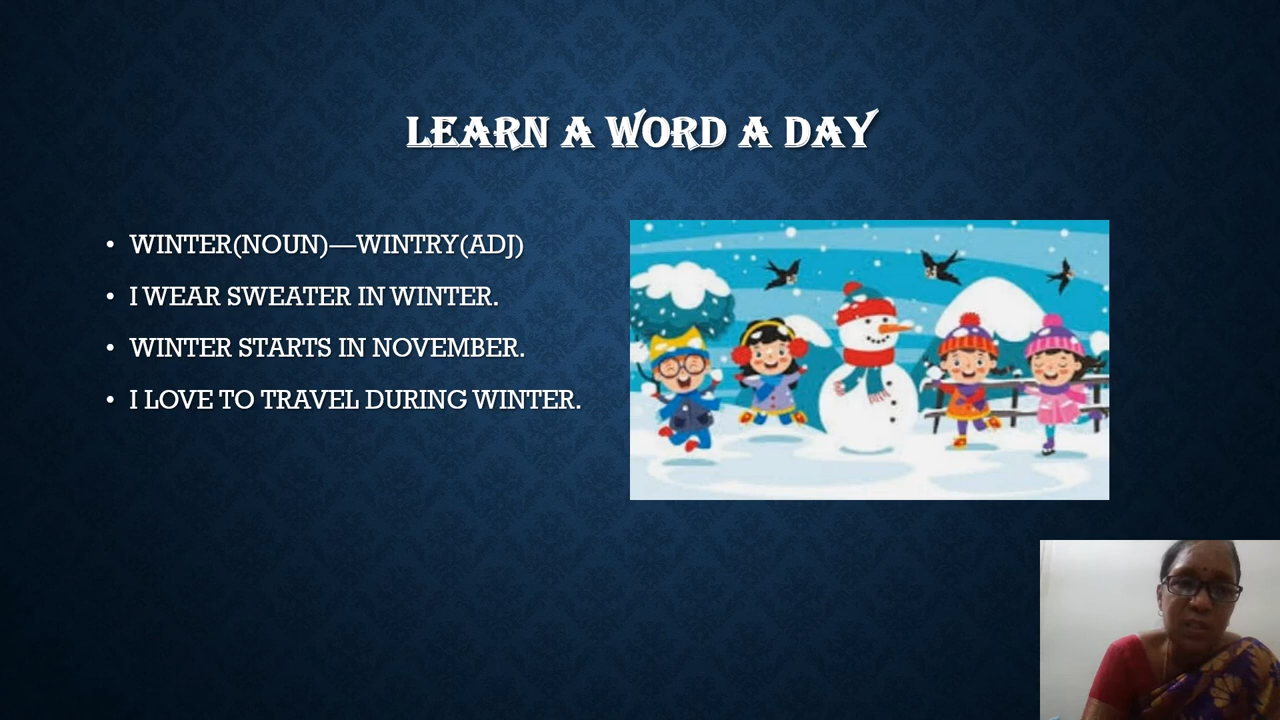 LEARN A WORD A DAY
• WINTER(NOUN)—WINTRY(ADJ)
• I WEAR SWEATER IN WINTER.
• WINTER STARTS IN NOVEMBER.
• I LOVE TO TRAVEL DURING WINTER.